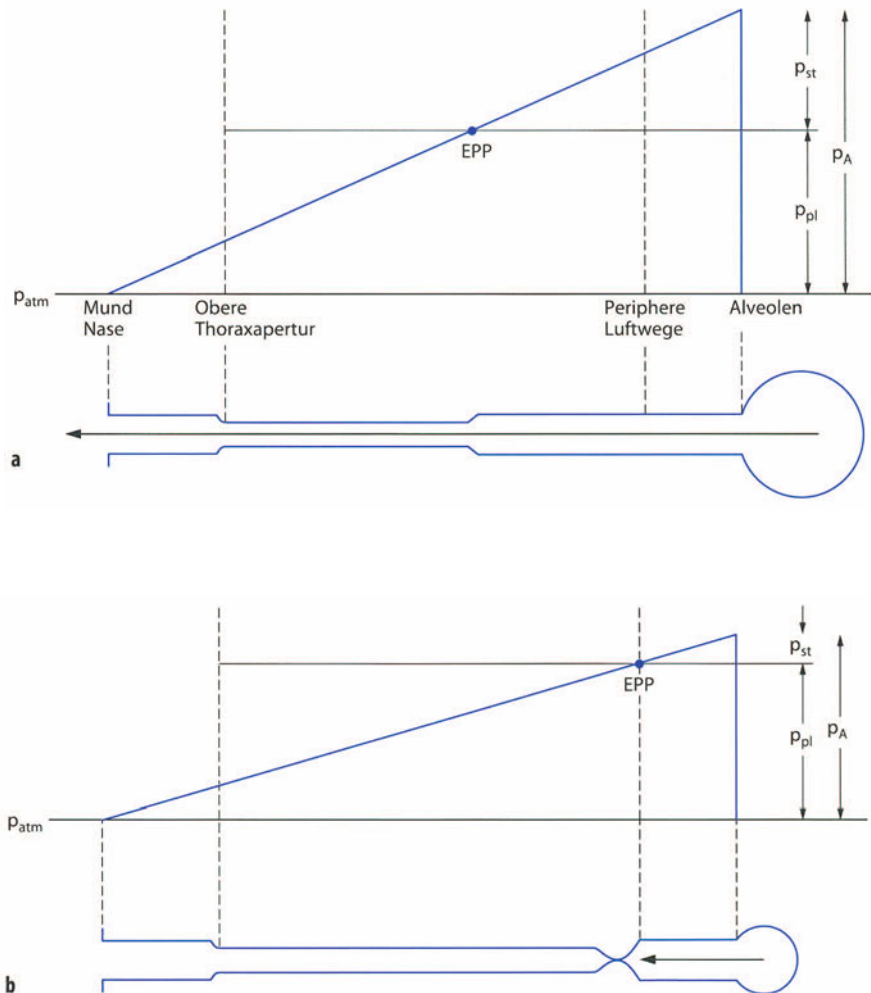 p_st
EPP
p_A
p_pl
p_atm
Mund
Nase
Obere
Thoraxapertur
Periphere
Luftwege
Alveolen
a
p_st
EPP
p_pl
p_A
p_atm
b